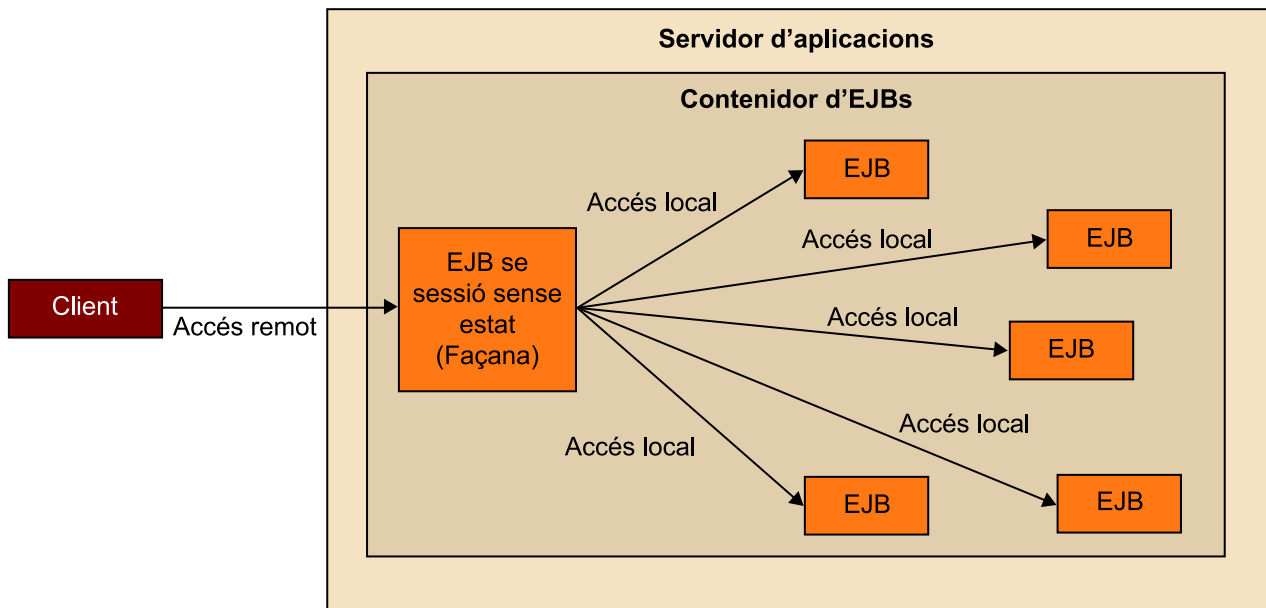 Servidor d'aplicacions
Contenidor d'EJBs
EJB
Accés local
EJB
Accés local
EJB se
sessió sense
estat
(Façana)
Client
Accés remot
Accés local
EJB
Accés local
Accés local
EJB
EJB